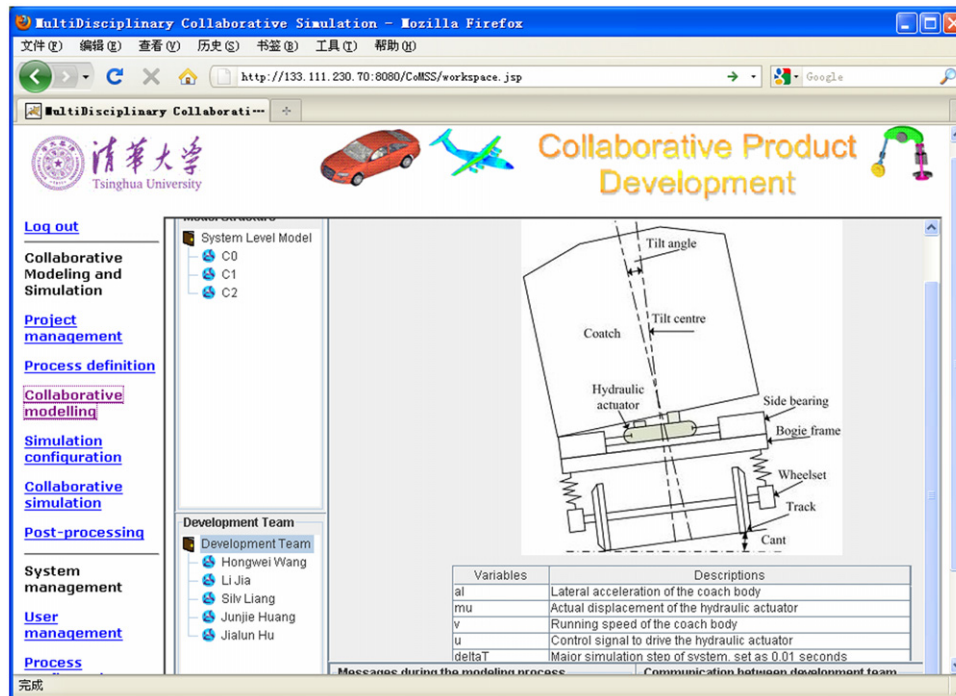 MultiDisciplinary Collaborative Simulation - Mozilla Firefox
文件(F) 编辑(E) 查看(V) 历史(S) 书签(B) 工具(T) 帮助(H)
http://133.111.230.70:8080/CoMSS/workspace.jsp
Google
MultiDisciplinary Collaborati...
清华大学
Tsinghua University
Collaborative Product
Development
Log out
Collaborative
Modeling and
Simulation
Project
management
Process definition
Collaborative
modelling
Simulation
configuration
Collaborative
simulation
Post-processing
System
management
User
management
Process
Model Structure
System Level Model
C0
C1
C2
Development Team
Development Team
Hongwei Wang
Li Jia
Silv Liang
Junjie Huang
Jialun Hu
Tilt angle
Tilt centre
Coatch
Hydraulic
actuator
Side bearing
Bogie frame
Wheelset
Track
Cant
Variables Descriptions
al Lateral acceleration of the coach body
mu Actual displacement of the hydraulic actuator
v Running speed of the coach body
u Control signal to drive the hydraulic actuator
deltaT Major simulation step of system, set as 0.01 seconds
Messages during the modeling process Communication between development team
完成